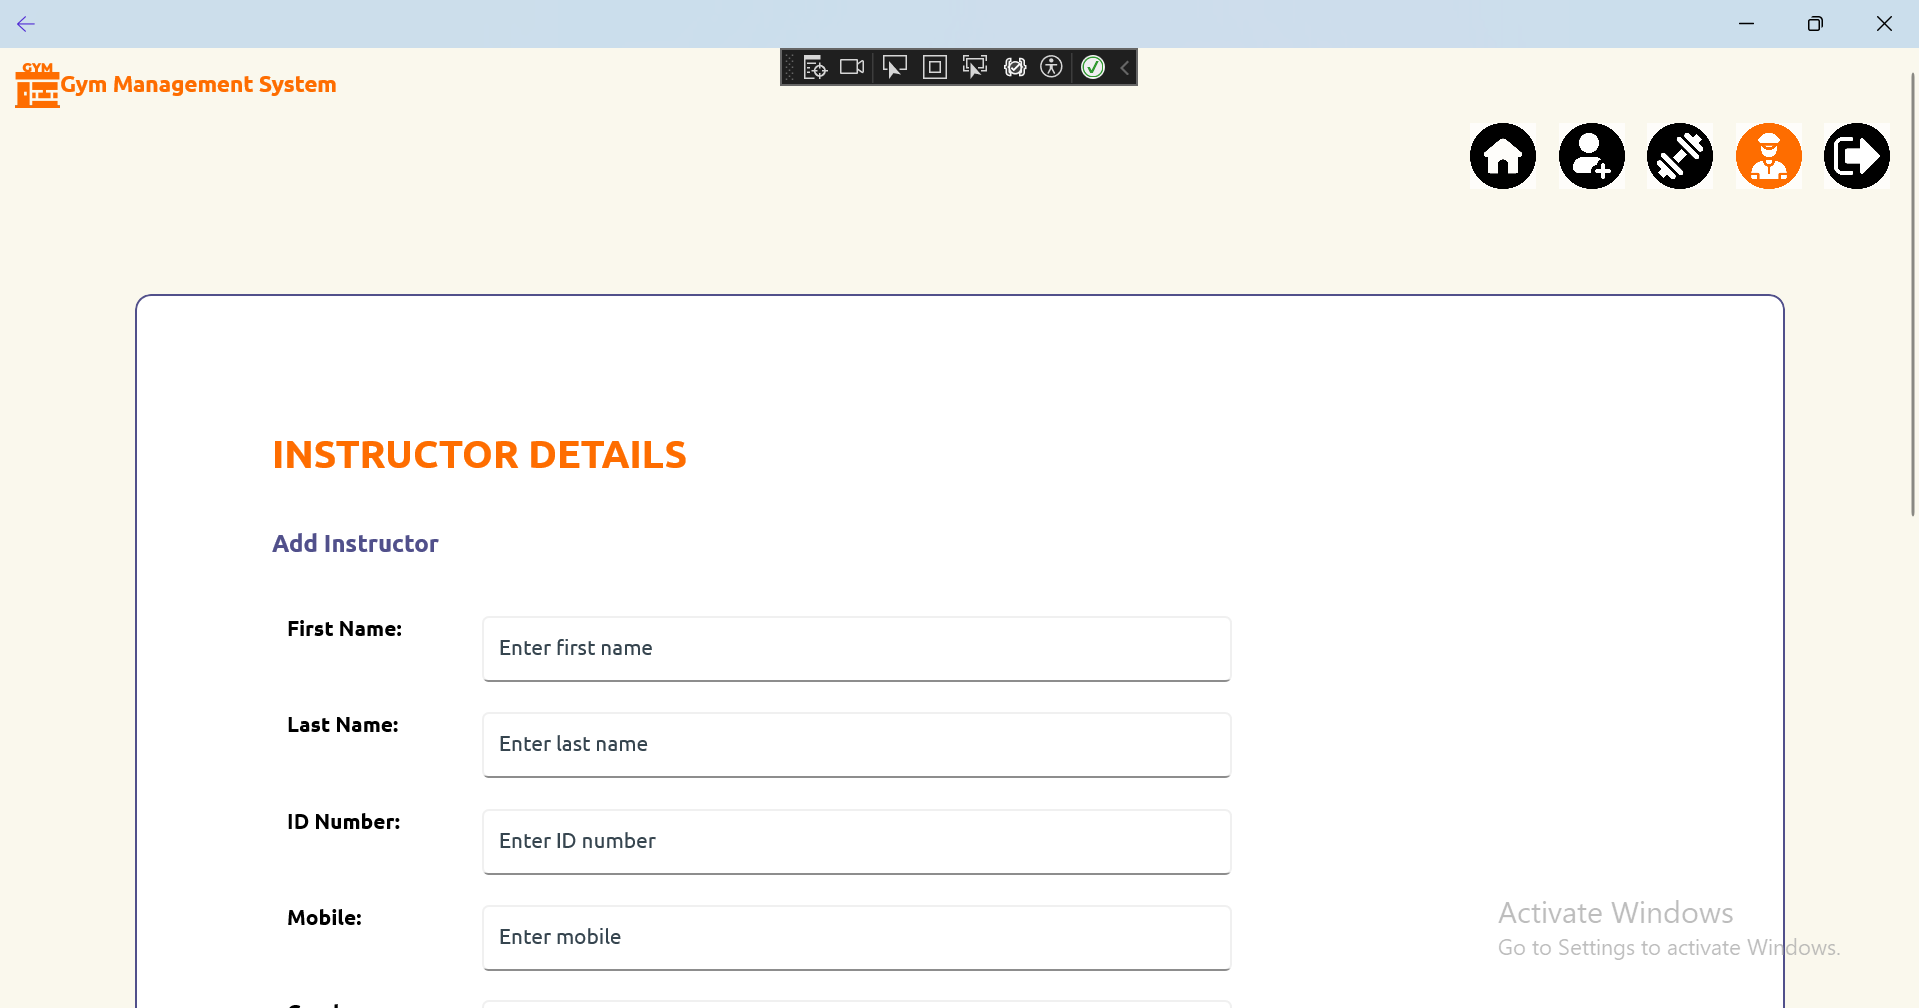 GYM
Gym Management System
INSTRUCTOR DETAILS
Add Instructor
First Name:
Enter first name
Last Name:
Enter last name
ID Number:
Enter ID number
Mobile:
Enter mobile
Activate Windows
Go to Settings to activate Windows.